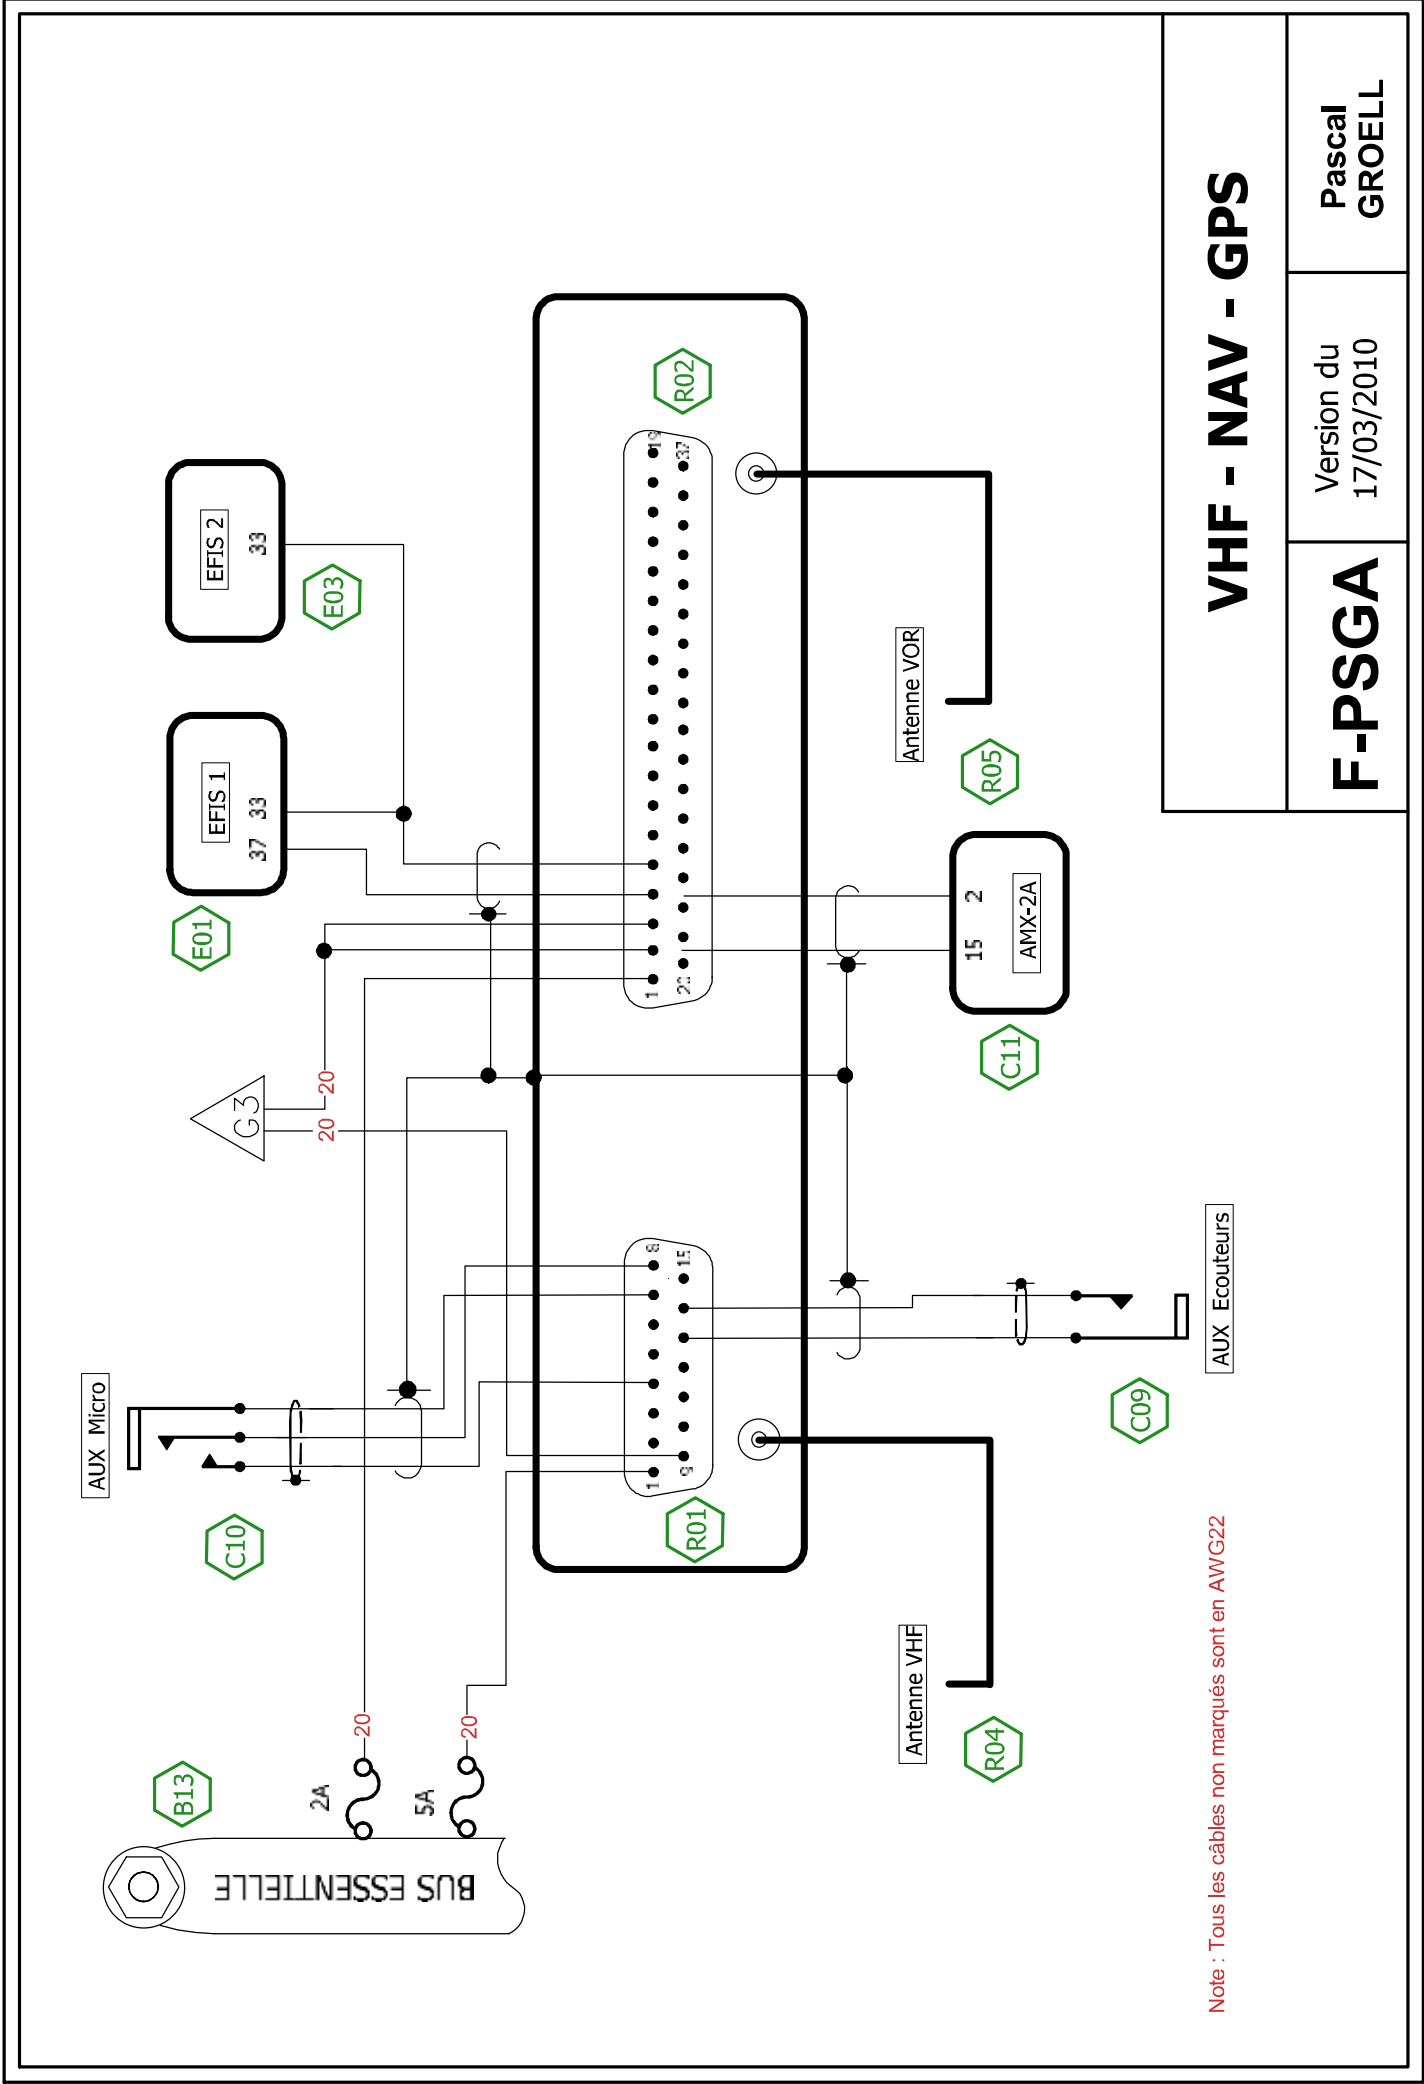 BUS ESSENTIELLE
B13
2A
5A
20
20
C10
AUX Micro
G3
20
20
E01
EFIS 1
37 33
EFIS 2
33
E03
R01
1
8
9
15
1
19
37
R02
Antenne VHF
R04
C09
AUX Ecouteurs
C11
15 2
AMX-2A
Antenne VOR
R05
Note : Tous les câbles non marqués sont en AWG22
VHF - NAV - GPS
F-PSGA
Version du
17/03/2010
Pascal
GROELL